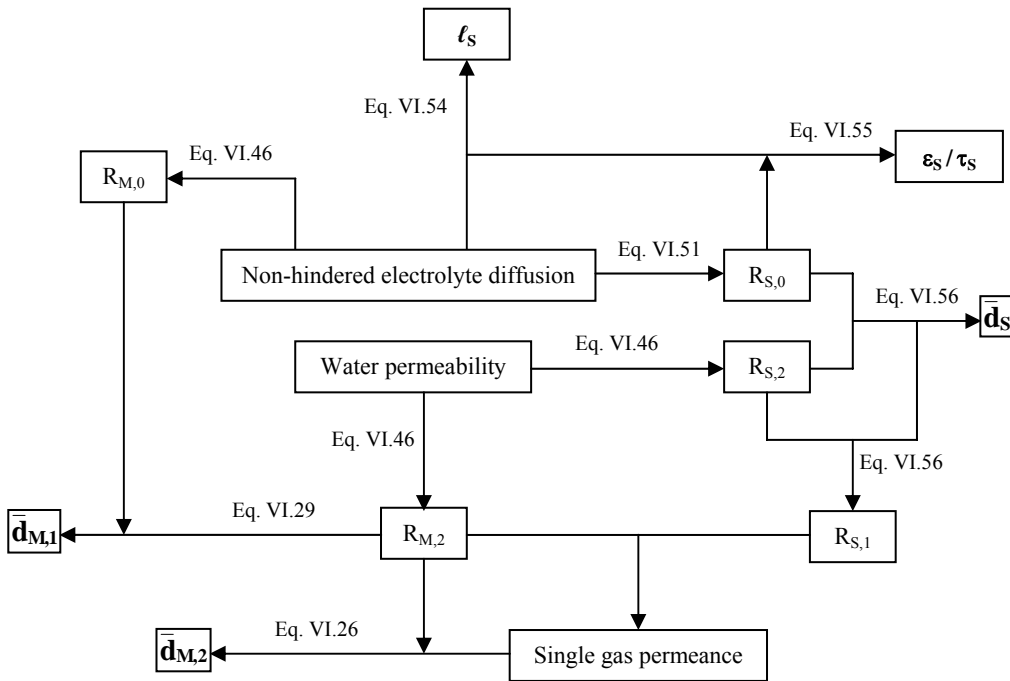 ℓS
Eq. VI.54
Eq. VI.55
Eq. VI.46
εS / τS
RM,0
Eq. VI.51
Non-hindered electrolyte diffusion
RS,0
Eq. VI.56
d̄S
Eq. VI.46
Water permeability
RS,2
Eq. VI.46
Eq. VI.56
Eq. VI.29
d̄M,1
RM,2
RS,1
Eq. VI.26
d̄M,2
Single gas permeance